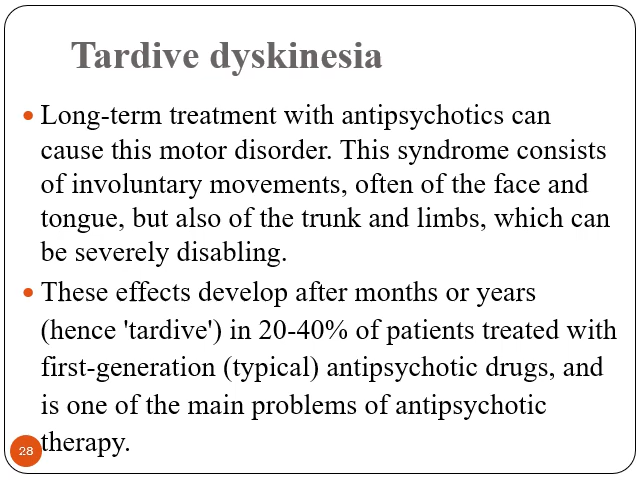 Tardive dyskinesia
• Long-term treatment with antipsychotics can
cause this motor disorder. This syndrome consists
of involuntary movements, often of the face and
tongue, but also of the trunk and limbs, which can
be severely disabling.
• These effects develop after months or years
(hence 'tardive') in 20-40% of patients treated with
first-generation (typical) antipsychotic drugs, and
is one of the main problems of antipsychotic
therapy.
28